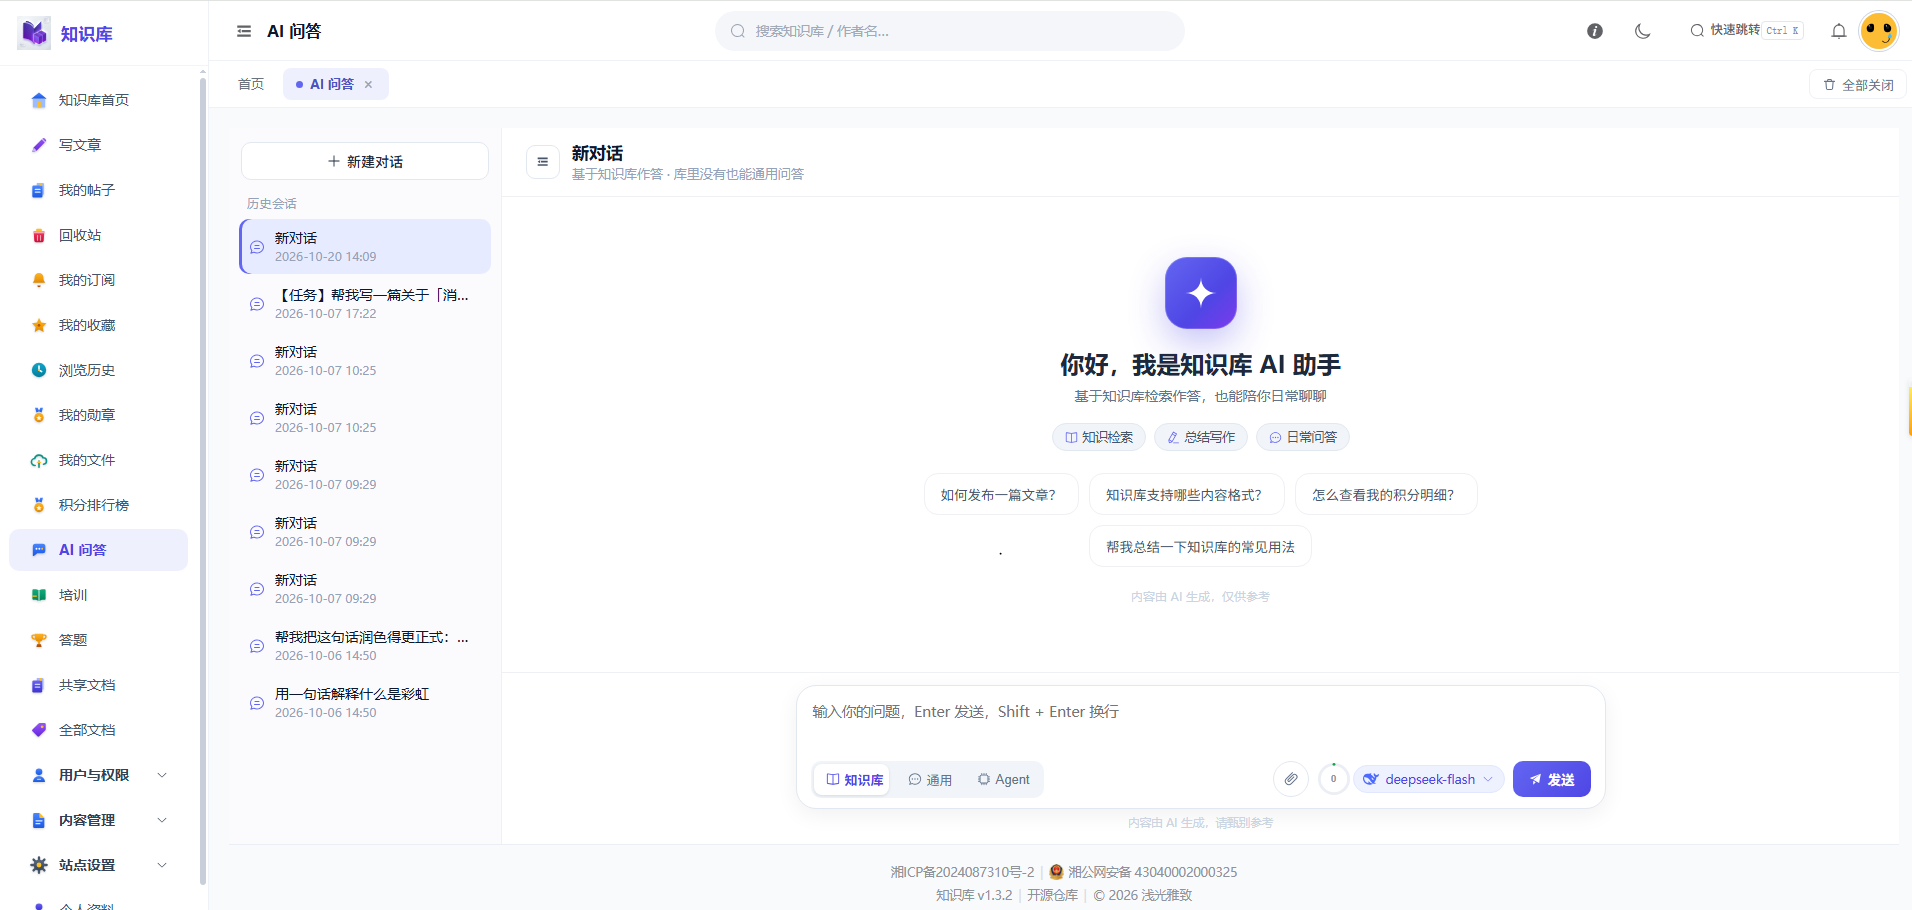 知识库
AI 问答
搜索知识库 / 作者名...
快速跳转 Ctrl K
首页
AI 问答 ×
全部关闭
知识库首页
写文章
我的帖子
回收站
我的订阅
我的收藏
浏览历史
我的勋章
我的文件
积分排行榜
AI 问答
培训
答题
共享文档
全部文档
用户与权限
内容管理
站点设置
个人资料
+ 新建对话
历史会话
新对话
2026-10-20 14:09
【任务】帮我写一篇关于「消...
2026-10-07 17:22
新对话
2026-10-07 10:25
新对话
2026-10-07 10:25
新对话
2026-10-07 09:29
新对话
2026-10-07 09:29
新对话
2026-10-07 09:29
帮我把这句话润色得更正式：...
2026-10-06 14:50
用一句话解释什么是彩虹
2026-10-06 14:50
新对话
基于知识库作答 · 库里没有也能通用问答
你好，我是知识库 AI 助手
基于知识库检索作答，也能陪你日常聊聊
知识检索 总结写作 日常问答
如何发布一篇文章？ 知识库支持哪些内容格式？ 怎么查看我的积分明细？
帮我总结一下知识库的常见用法
内容由 AI 生成，仅供参考
输入你的问题，Enter 发送，Shift + Enter 换行
知识库 通用 Agent 0 deepseek-flash 发送
内容由 AI 生成，请甄别参考
湘ICP备2024087310号-2 | 湘公网安备 43040002000325
知识库 v1.3.2 | 开源仓库 | © 2026 浅光雅致